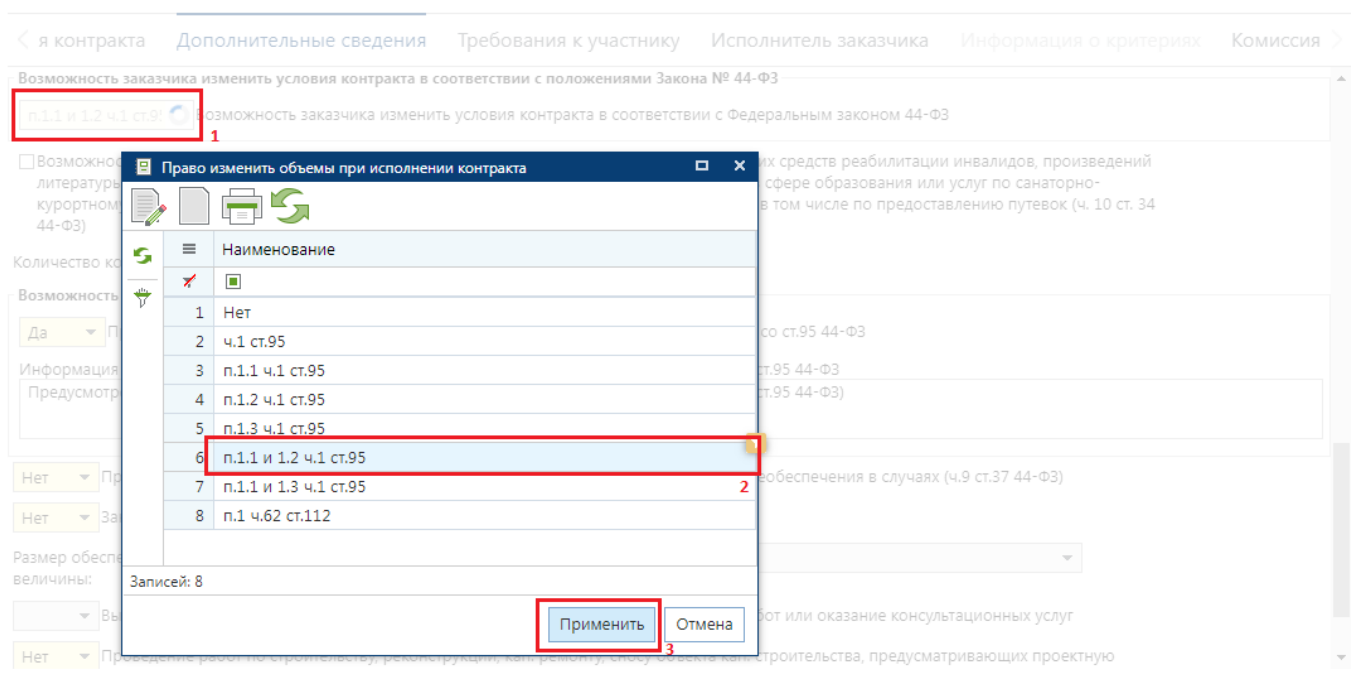 я контракта Дополнительные сведения Требования к участнику Исполнитель заказчика Информация о критериях Комиссия
Возможность заказчика изменить условия контракта в соответствии с положениями Закона № 44-ФЗ
п.1.1 и 1.2 ч.1 ст.9 Возможность заказчика изменить условия контракта в соответствии с Федеральным законом 44-ФЗ
1
Право изменить объемы при исполнении контракта
Возможнос их средств реабилитации инвалидов, произведений
литературы сфере образования или услуг по санаторно-
курортном в том числе по предоставлению путевок (ч. 10 ст. 34
44-ФЗ)
Наименование
Количество ко
Возможность
1 Нет
Да П со ст.95 44-ФЗ
2 ч.1 ст.95
Информация ст.95 44-ФЗ
3 п.1.1 ч.1 ст.95
Предусмотр ст.95 44-ФЗ)
4 п.1.2 ч.1 ст.95
5 п.1.3 ч.1 ст.95
6 п.1.1 и 1.2 ч.1 ст.95
Нет Пр еобеспечения в случаях (ч.9 ст.37 44-ФЗ)
7 п.1.1 и 1.3 ч.1 ст.95
2
Нет За
8 п.1 ч.62 ст.112
Размер обеспе
величины:
Записей: 8
Вы бот или оказание консультационных услуг
Применить Отмена
3
Нет Проведение работ по строительству, реконструкции, кап. ремонту, сносу объекта кап. строительства, предусматривающих проектную